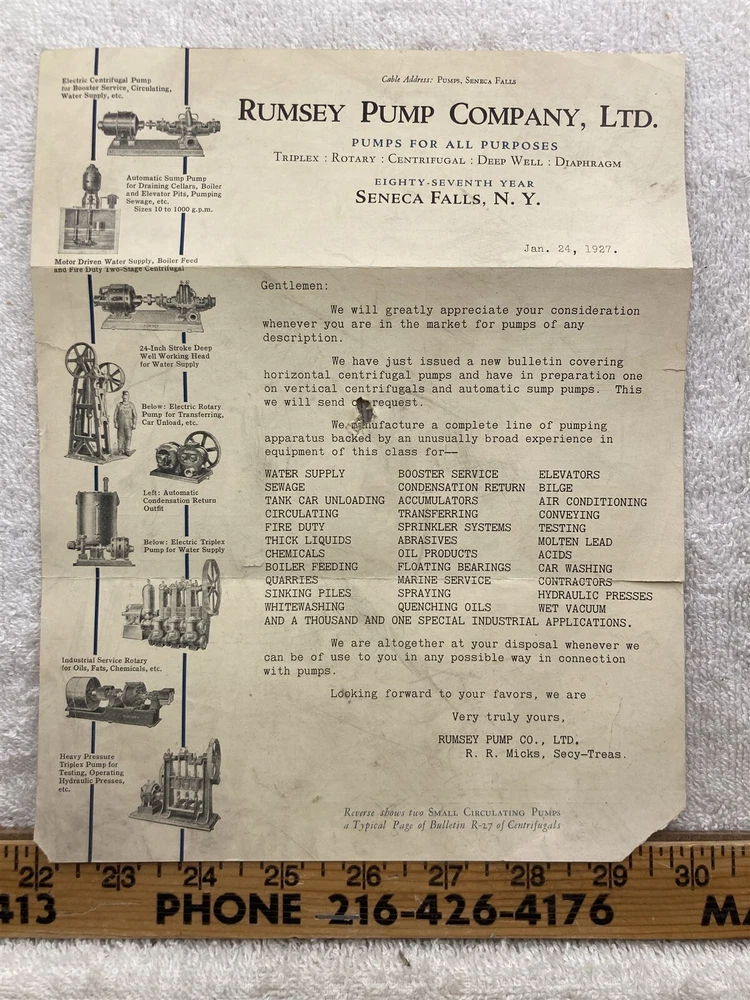 Cable Address: PUMPS, SENECA FALLS
RUMSEY PUMP COMPANY, LTD.
PUMPS FOR ALL PURPOSES
TRIPLEX : ROTARY : CENTRIFUGAL : DEEP WELL : DIAPHRAGM
EIGHTY-SEVENTH YEAR
SENECA FALLS, N. Y.
Electric Centrifugal Pump
for Booster Service, Circulating,
Water Supply, etc.
Automatic Sump Pump
for Draining Cellars, Boiler
and Elevator Pits, Pumping
Sewage, etc.
Sizes 10 to 1000 g.p.m.
Motor Driven Water Supply, Boiler Feed
and Fire Duty Two-Stage Centrifugal
24-Inch Stroke Deep
Well Working Head
for Water Supply
Below: Electric Rotary
Pump for Transferring,
Car Unload, etc.
Left: Automatic
Condensation Return
Outfit
Below: Electric Triplex
Pump for Water Supply
Industrial Service Rotary
for Oils, Fats, Chemicals, etc.
Heavy Pressure
Triplex Pump for
Testing, Operating
Hydraulic Presses,
etc.
Jan. 24, 1927.
Gentlemen:
We will greatly appreciate your consideration
whenever you are in the market for pumps of any
description.
We have just issued a new bulletin covering
horizontal centrifugal pumps and have in preparation one
on vertical centrifugals and automatic sump pumps. This
we will send request.
We manufacture a complete line of pumping
apparatus backed by an unusually broad experience in
equipment of this class for--
WATER SUPPLY BOOSTER SERVICE ELEVATORS
SEWAGE CONDENSATION RETURN BILGE
TANK CAR UNLOADING ACCUMULATORS AIR CONDITIONING
CIRCULATING TRANSFERRING CONVEYING
FIRE DUTY SPRINKLER SYSTEMS TESTING
THICK LIQUIDS ABRASIVES MOLTEN LEAD
CHEMICALS OIL PRODUCTS ACIDS
BOILER FEEDING FLOATING BEARINGS CAR WASHING
QUARRIES MARINE SERVICE CONTRACTORS
SINKING PILES SPRAYING HYDRAULIC PRESSES
WHITEWASHING QUENCHING OILS WET VACUUM
AND A THOUSAND AND ONE SPECIAL INDUSTRIAL APPLICATIONS.
We are altogether at your disposal whenever we
can be of use to you in any possible way in connection
with pumps.
Looking forward to your favors, we are
Very truly yours,
RUMSEY PUMP CO., LTD.
R. R. Micks, Secy-Treas.
Reverse shows two SMALL CIRCULATING PUMPS
a Typical Page of Bulletin R-27 of Centrifugals
22 23 24 25 26 27 28 29 30
413 PHONE 216-426-4176 MA